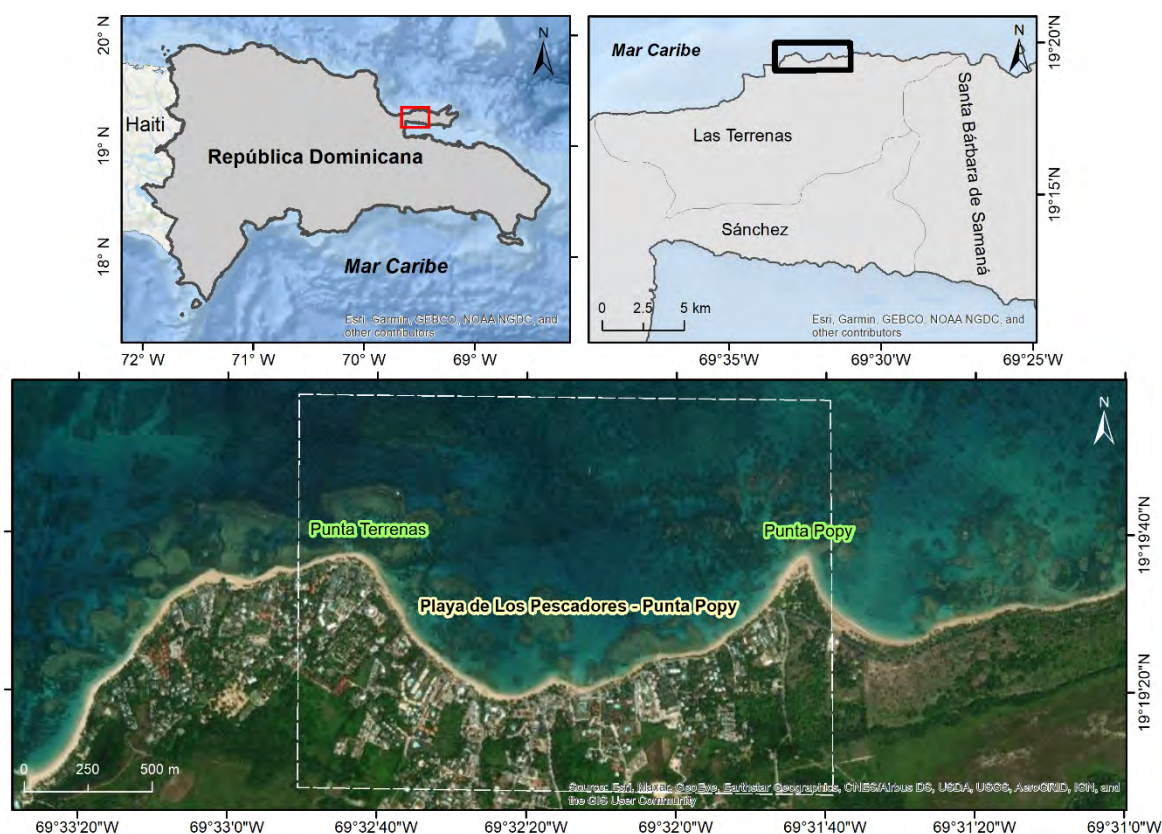 20° N
19° N
18° N
Haiti
República Dominicana
Mar Caribe
N
Esri, Garmin, GEBCO, NOAA NGDC, and
other contributors
72° W
71° W
70° W
69° W
Mar Caribe
N
Las Terrenas
Sánchez
Santa Bárbara de Samaná
0 2.5 5 km
Esri, Garmin, GEBCO, NOAA NGDC, and
other contributors
19°20'N
19°15'N
69°35'W
69°30'W
69°25'W
N
Punta Terrenas
Punta Popy
Playa de Los Pescadores - Punta Popy
19°19'40"N
19°19'20"N
0 250 500 m
Source: Esri, Maxar, GeoEye, Earthstar Geographics, CNES/Airbus DS, USDA, USGS, AeroGRID, IGN, and
the GIS User Community
69°33'20"W
69°33'0"W
69°32'40"W
69°32'20"W
69°32'0"W
69°31'40"W
69°31'20"W
69°31'0"W